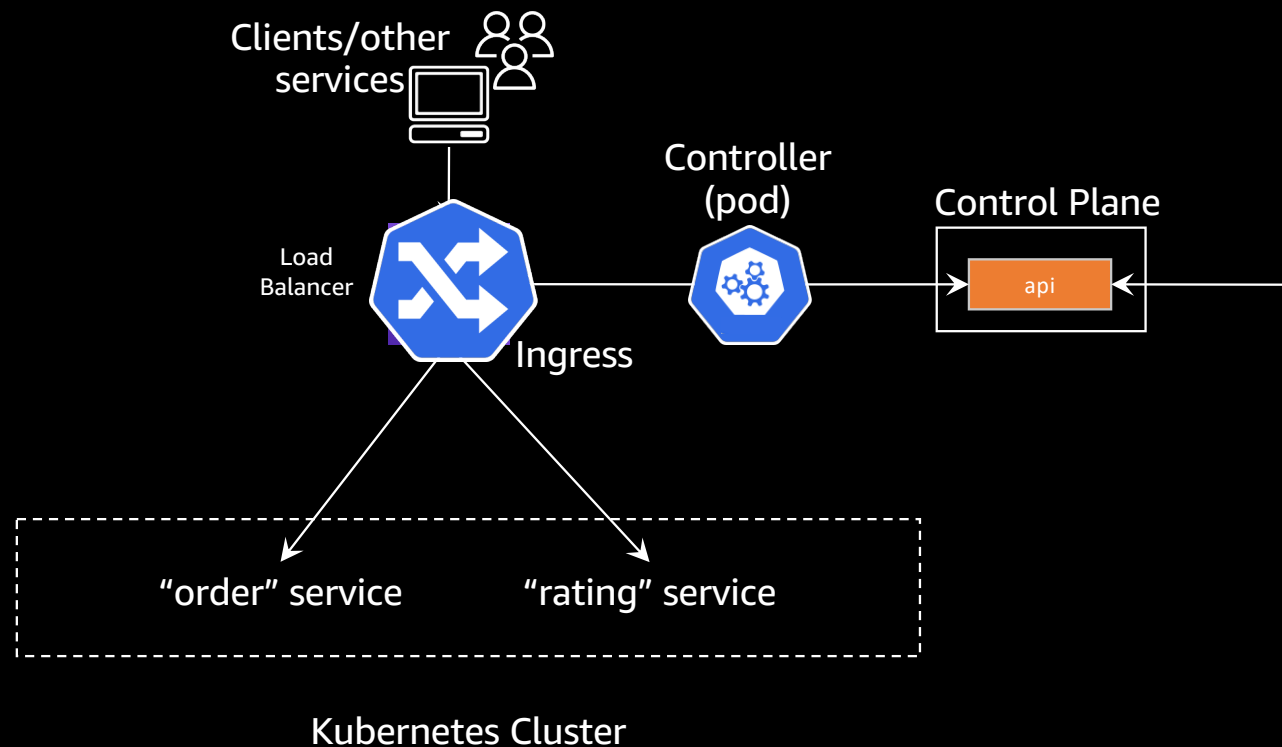 Clients/other
services
Controller
(pod)
Control Plane
Load
Balancer
api
Ingress
“order” service
“rating” service
Kubernetes Cluster